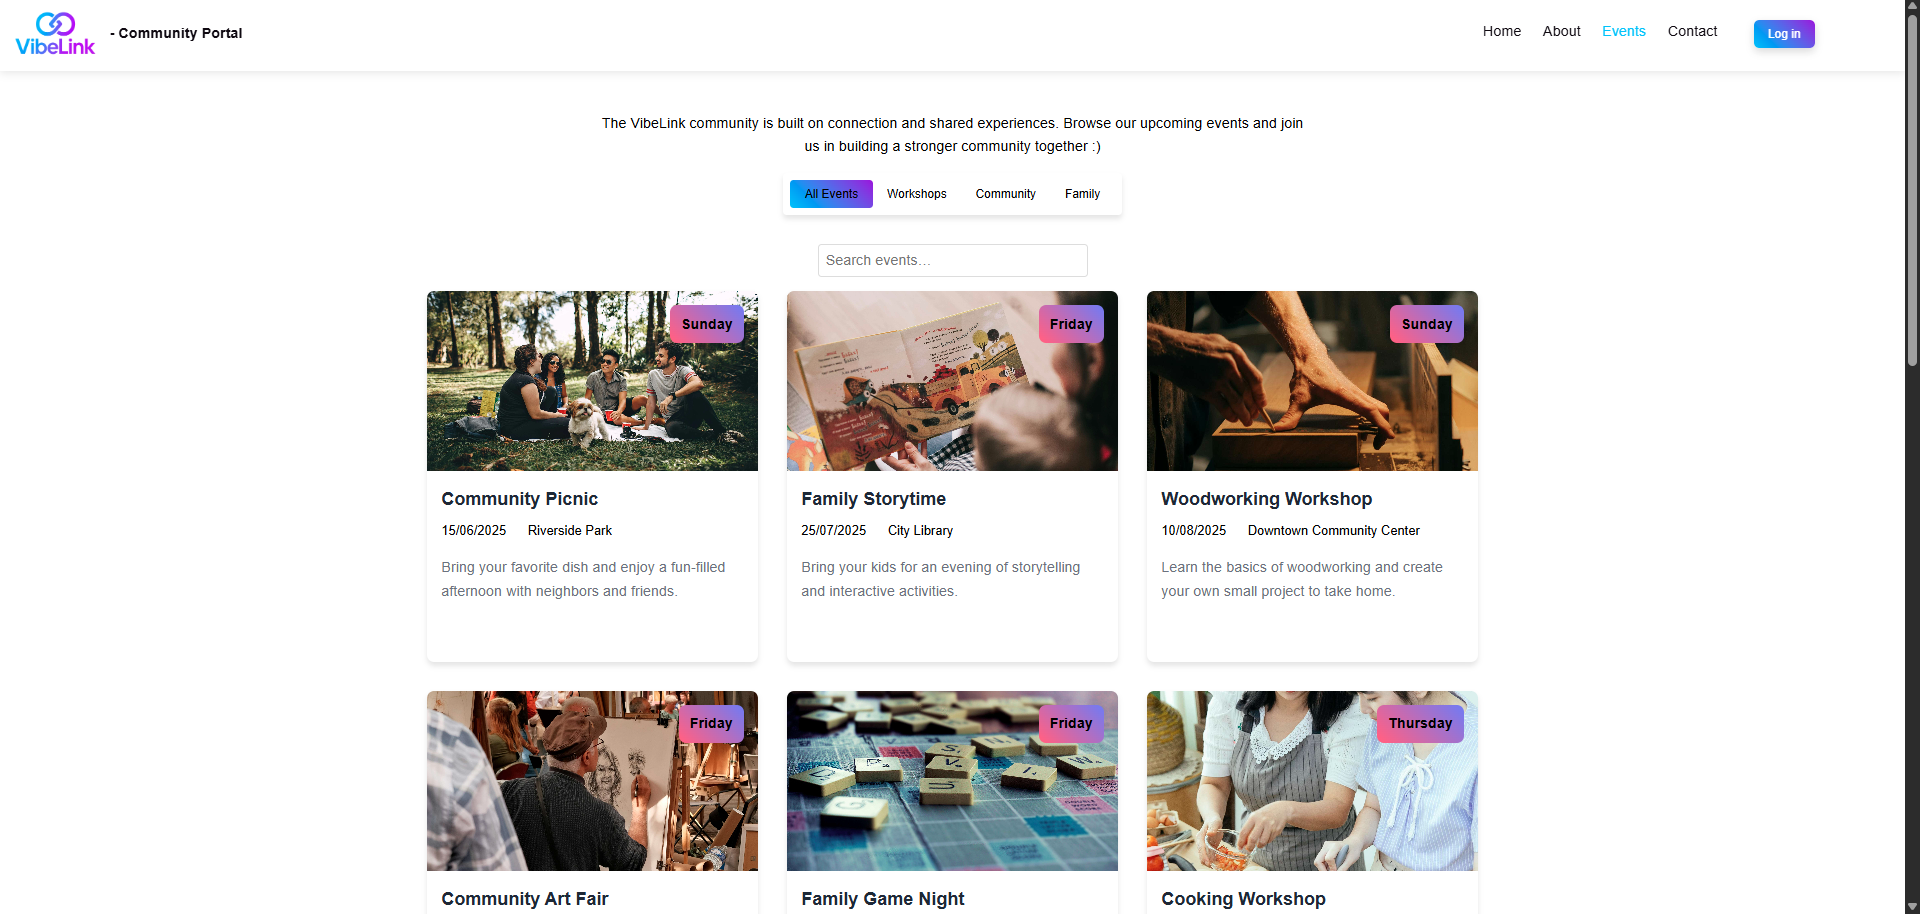 VibeLink
- Community Portal
Home
About
Events
Contact
Log in
The VibeLink community is built on connection and shared experiences. Browse our upcoming events and join
us in building a stronger community together :)
All Events
Workshops
Community
Family
Search events...
Sunday
Friday
Sunday
Community Picnic
15/06/2025 Riverside Park
Bring your favorite dish and enjoy a fun-filled
afternoon with neighbors and friends.
Family Storytime
25/07/2025 City Library
Bring your kids for an evening of storytelling
and interactive activities.
Woodworking Workshop
10/08/2025 Downtown Community Center
Learn the basics of woodworking and create
your own small project to take home.
Friday
Friday
Thursday
Community Art Fair
Family Game Night
Cooking Workshop